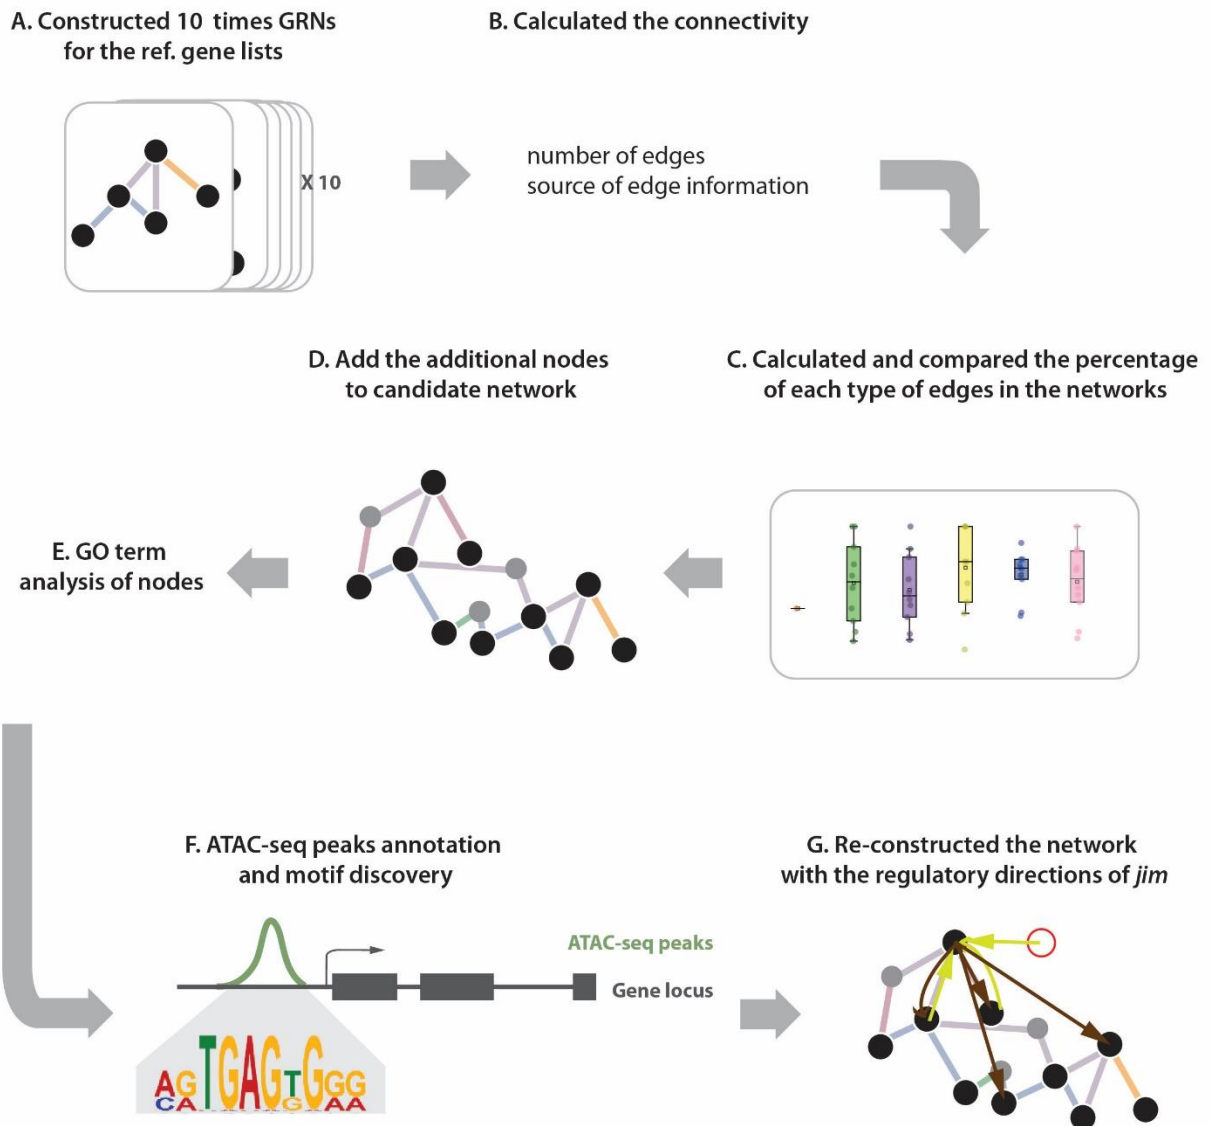 A. Constructed 10 times GRNs
for the ref. gene lists
X 10
B. Calculated the connectivity
number of edges
source of edge information
C. Calculated and compared the percentage
of each type of edges in the networks
D. Add the additional nodes
to candidate network
E. GO term
analysis of nodes
F. ATAC-seq peaks annotation
and motif discovery
ATAC-seq peaks
Gene locus
AGTGAGTGGG
CA GAA
G. Re-constructed the network
with the regulatory directions of jim